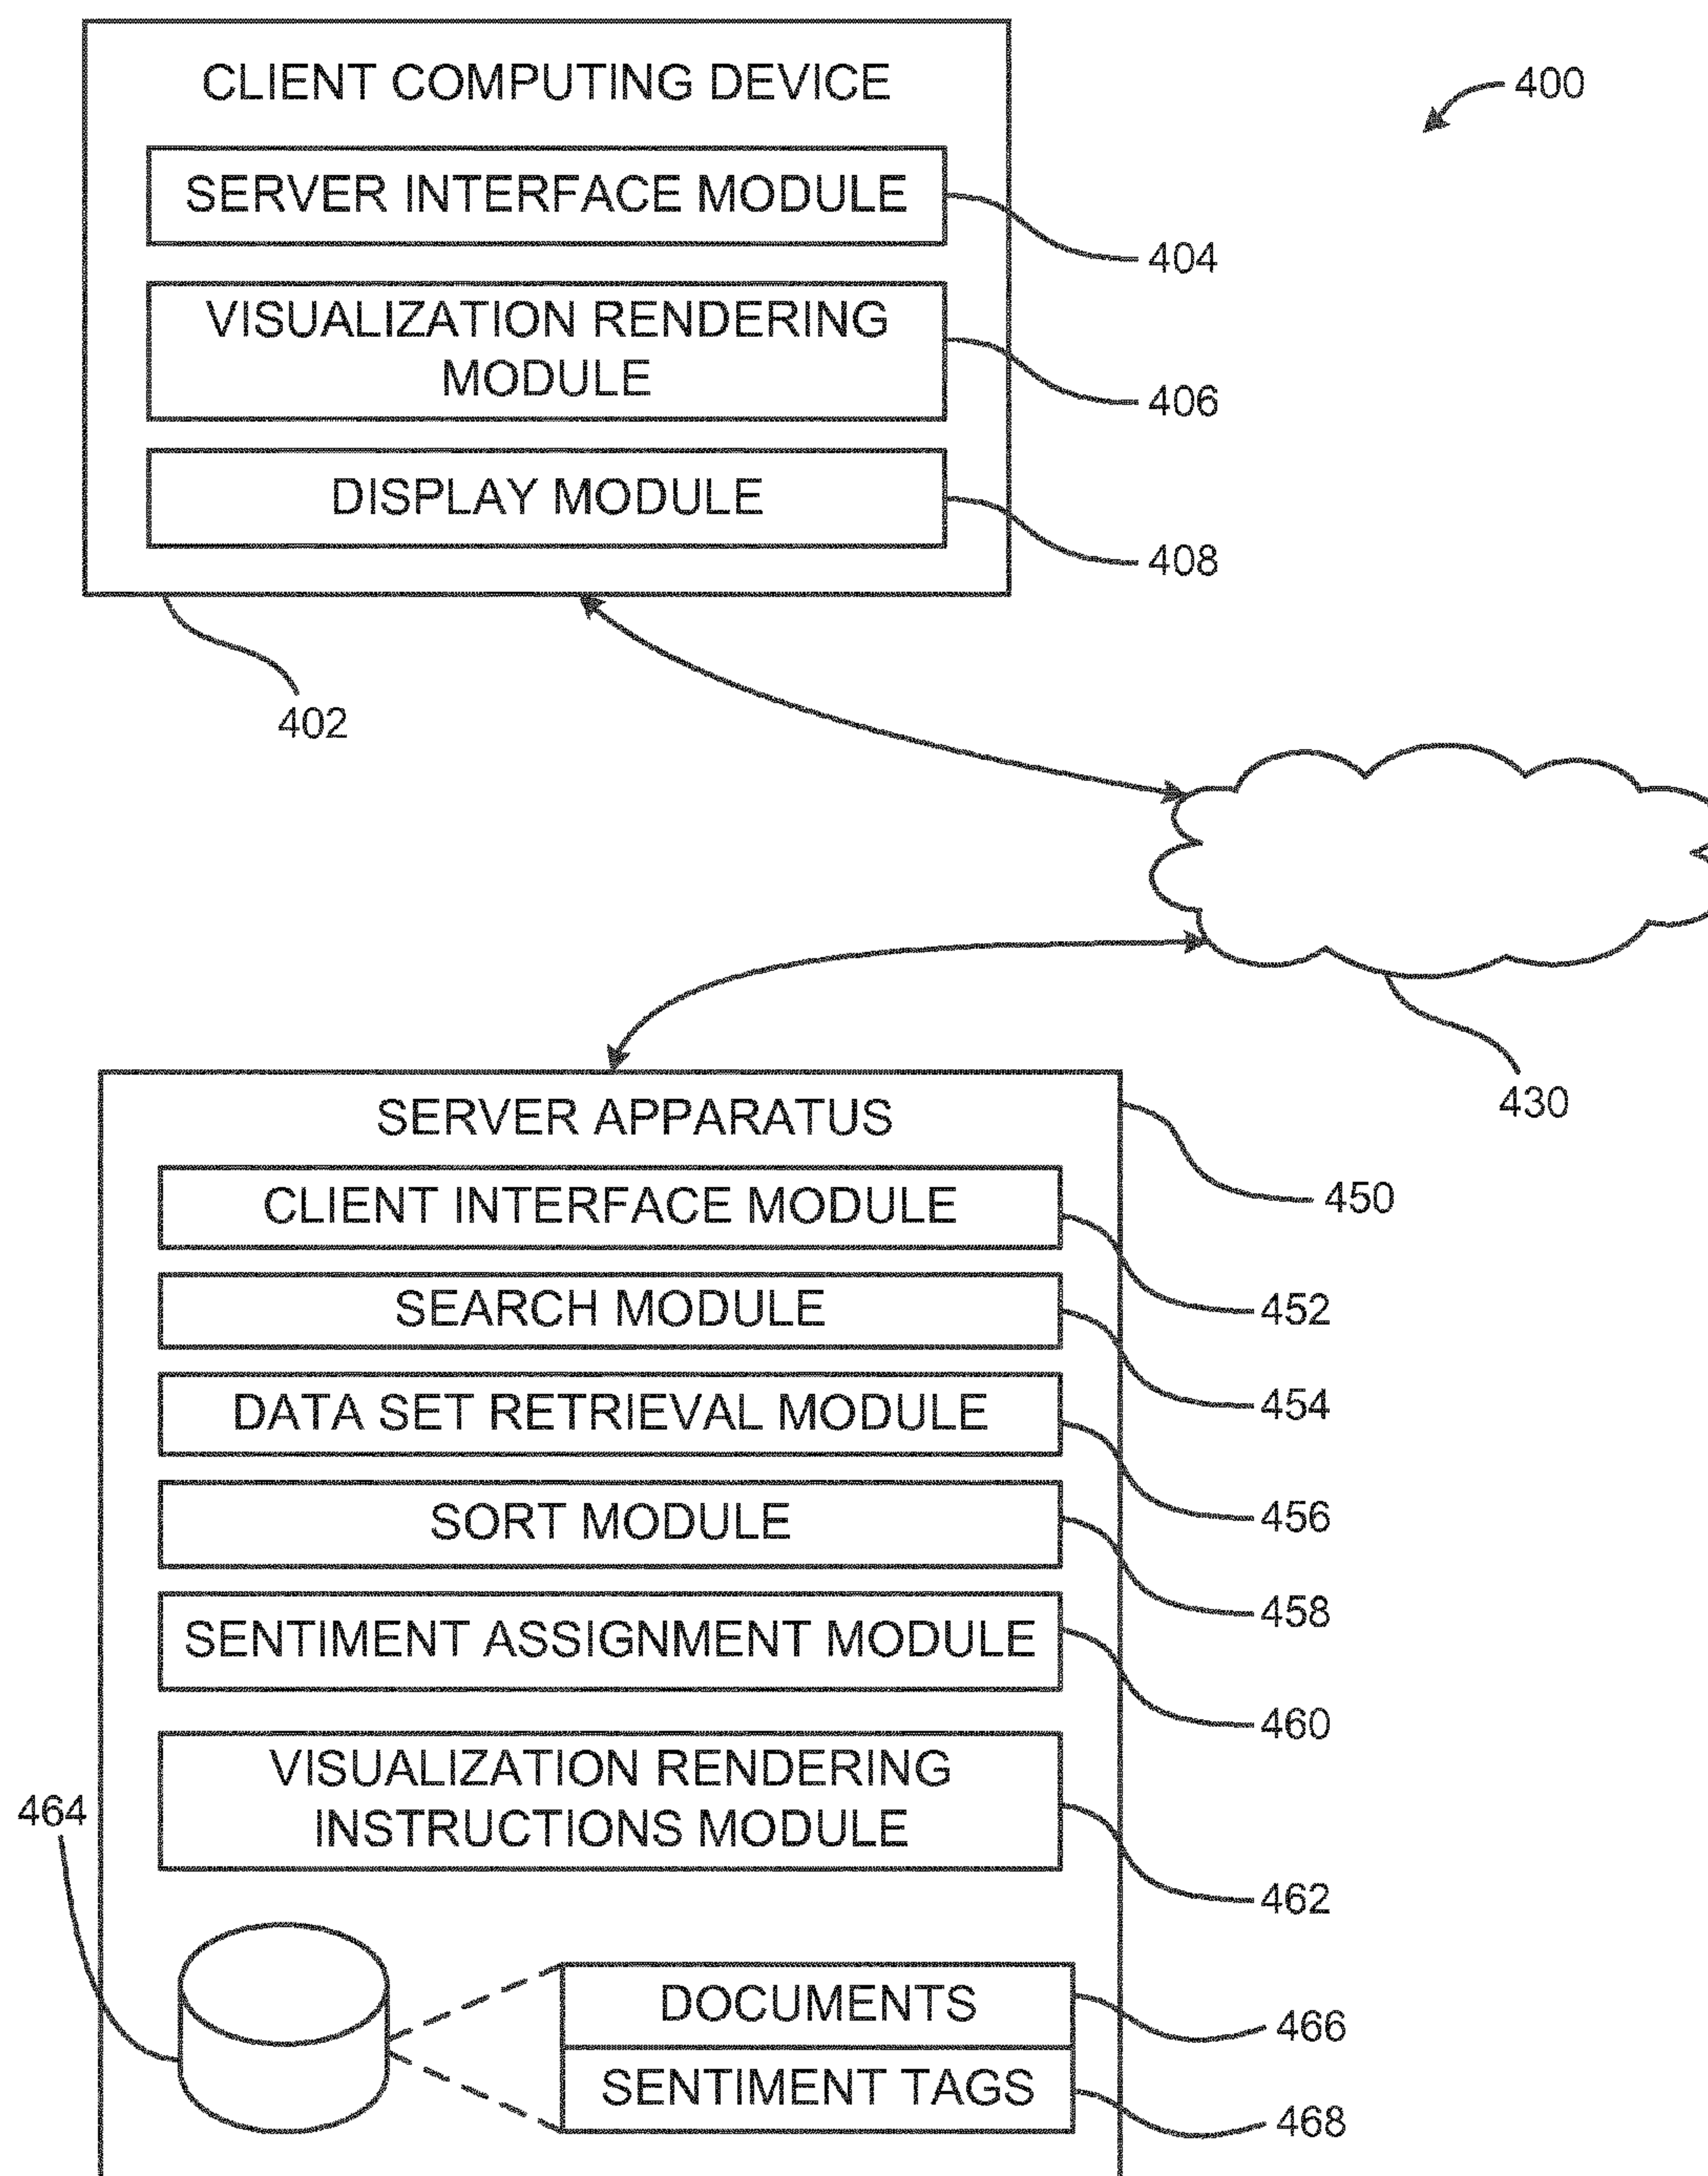 CLIENT COMPUTING DEVICE
400
SERVER INTERFACE MODULE
404
VISUALIZATION RENDERING
MODULE
406
DISPLAY MODULE
408
402
430
SERVER APPARATUS
450
CLIENT INTERFACE MODULE
452
SEARCH MODULE
454
DATA SET RETRIEVAL MODULE
456
SORT MODULE
458
SENTIMENT ASSIGNMENT MODULE
460
VISUALIZATION RENDERING
INSTRUCTIONS MODULE
464
462
DOCUMENTS
466
SENTIMENT TAGS
468